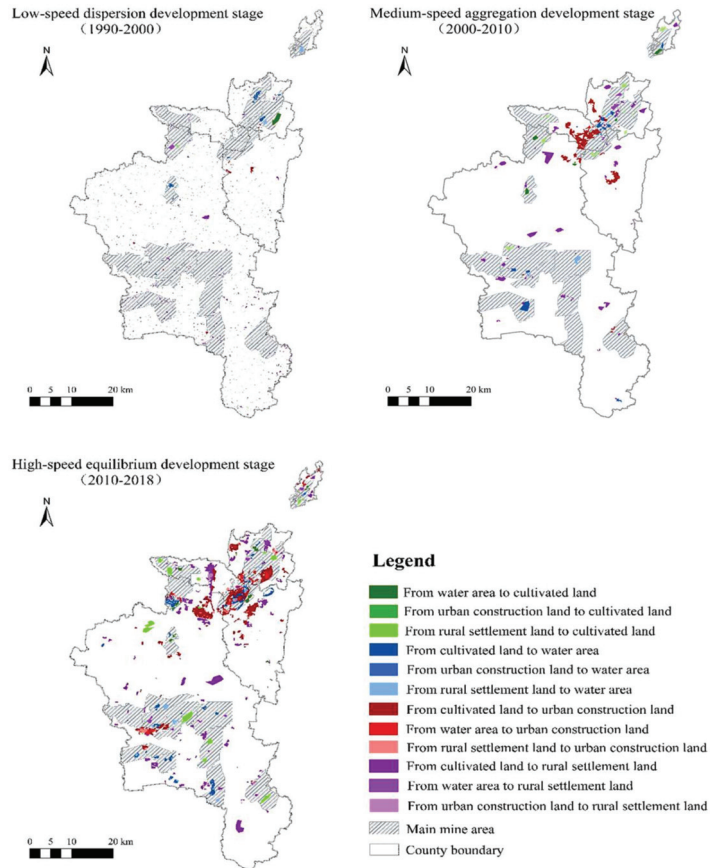 Low-speed dispersion development stage
（1990-2000）
N
0 5 10 20 km
Medium-speed aggregation development stage
（2000-2010）
N
0 5 10 20 km
High-speed equilibrium development stage
（2010-2018）
N
0 5 10 20 km
Legend
From water area to cultivated land
From urban construction land to cultivated land
From rural settlement land to cultivated land
From cultivated land to water area
From urban construction land to water area
From rural settlement land to water area
From cultivated land to urban construction land
From water area to urban construction land
From rural settlement land to urban construction land
From cultivated land to rural settlement land
From water area to rural settlement land
From urban construction land to rural settlement land
Main mine area
County boundary